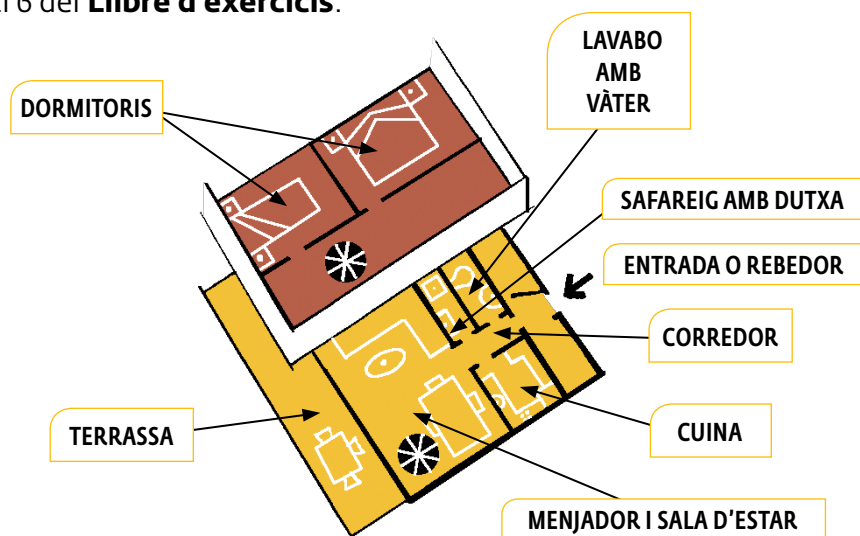 6 del Llibre d'exercicis.
LAVABO
AMB
VÀTER
DORMITORIS
SAFAREIG AMB DUTXA
ENTRADA O REBEDOR
CORREDOR
TERRASSA
CUINA
MENJADOR I SALA D'ESTAR